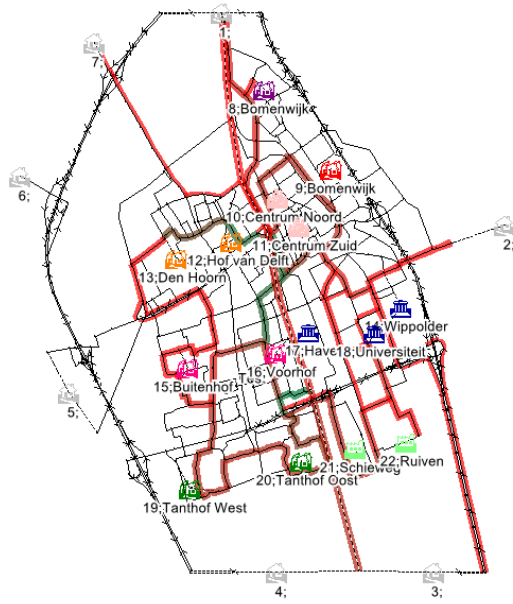 1;
7;
8;Bomenwijk
6;
9;Bomenwijk
10;Centrum Noord
2;
11;Centrum Zuid
12;Hof van Delft
13;Den Hoorn
Wippolder
17;Have
18;Universiteit
16;Voorhof
15;Buitenhof
5;
21;Schieweg
22;Ruiven
20;Tanthof Oost
19;Tanthof West
4;
3;